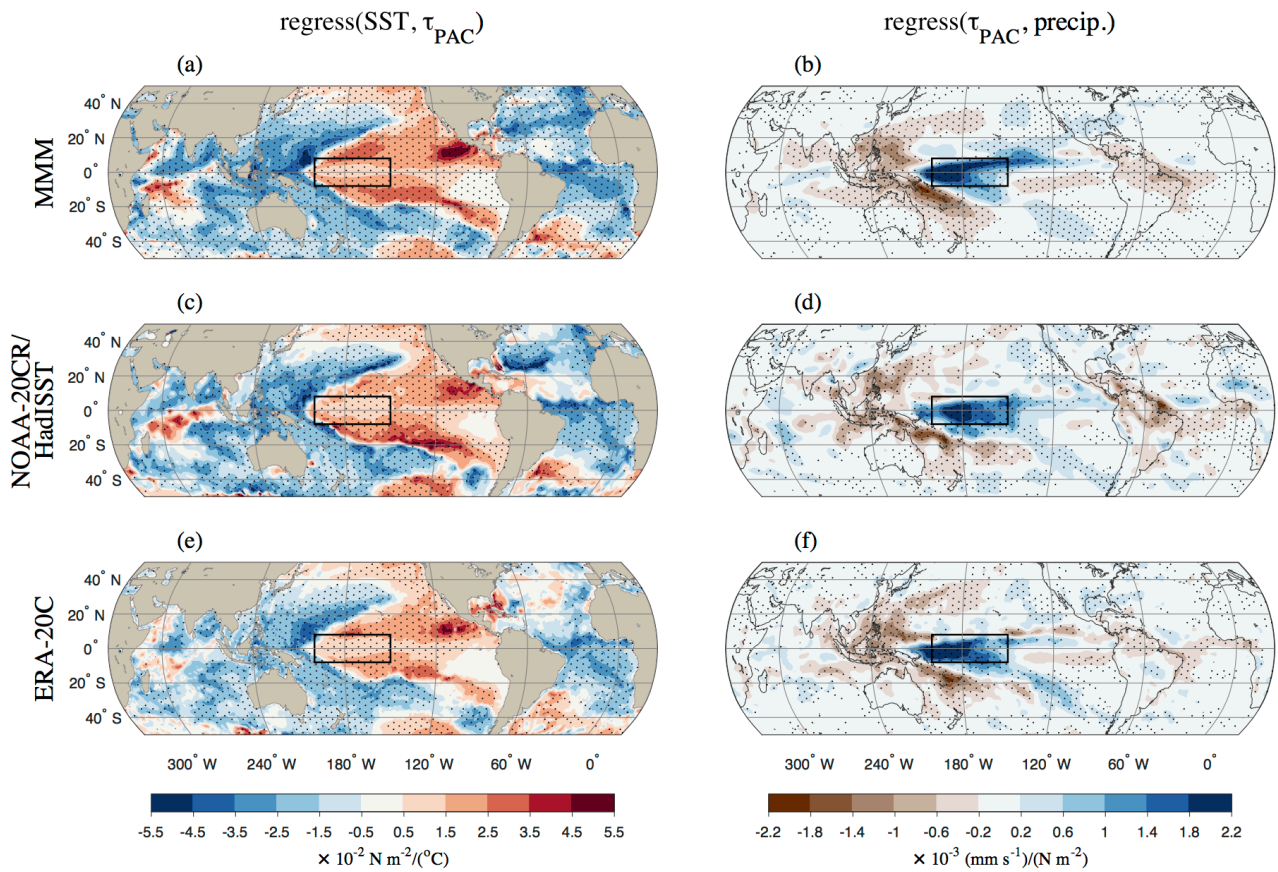 regress(SST, τPAC) regress(τPAC, precip.)
(a) (b)
MMM
40° N
20° N
0°
20° S
40° S
(c) (d)
NOAA-20CR/
HadISST
40° N
20° N
0°
20° S
40° S
(e) (f)
ERA-20C
40° N
20° N
0°
20° S
40° S
300° W 240° W 180° W 120° W 60° W 0° 300° W 240° W 180° W 120° W 60° W 0°
-5.5 -4.5 -3.5 -2.5 -1.5 -0.5 0.5 1.5 2.5 3.5 4.5 5.5
-2.2 -1.8 -1.4 -1 -0.6 -0.2 0.2 0.6 1 1.4 1.8 2.2
× 10⁻² N m⁻²/(°C) × 10⁻³ (mm s⁻¹)/(N m⁻²)